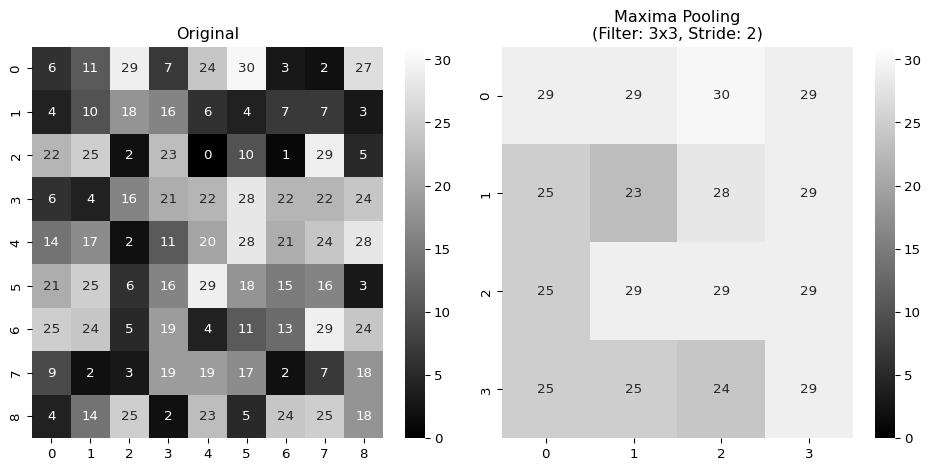 Original
0 6 11 29 7 24 30 3 2 27
1 4 10 18 16 6 4 7 7 3
2 22 25 2 23 0 10 1 29 5
3 6 4 16 21 22 28 22 22 24
4 14 17 2 11 20 28 21 24 28
5 21 25 6 16 29 18 15 16 3
6 25 24 5 19 4 11 13 29 24
7 9 2 3 19 19 17 2 7 18
8 4 14 25 2 23 5 24 25 18
0 1 2 3 4 5 6 7 8
30
25
20
15
10
5
0
Maxima Pooling
(Filter: 3x3, Stride: 2)
0 29 29 30 29
1 25 23 28 29
2 25 29 29 29
3 25 25 24 29
0 1 2 3
30
25
20
15
10
5
0